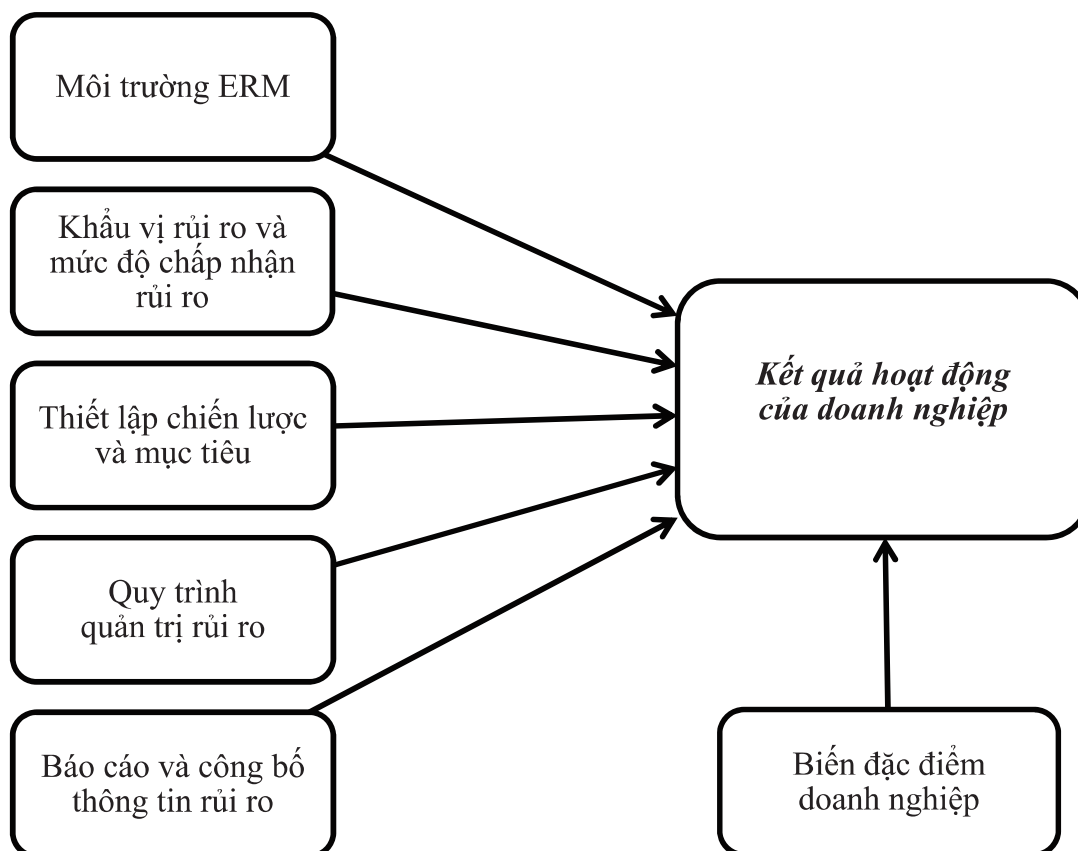 Môi trường ERM
Khẩu vị rủi ro và
mức độ chấp nhận
rủi ro
Thiết lập chiến lược
và mục tiêu
Quy trình
quản trị rủi ro
Báo cáo và công bố
thông tin rủi ro
Kết quả hoạt động
của doanh nghiệp
Biến đặc điểm
doanh nghiệp